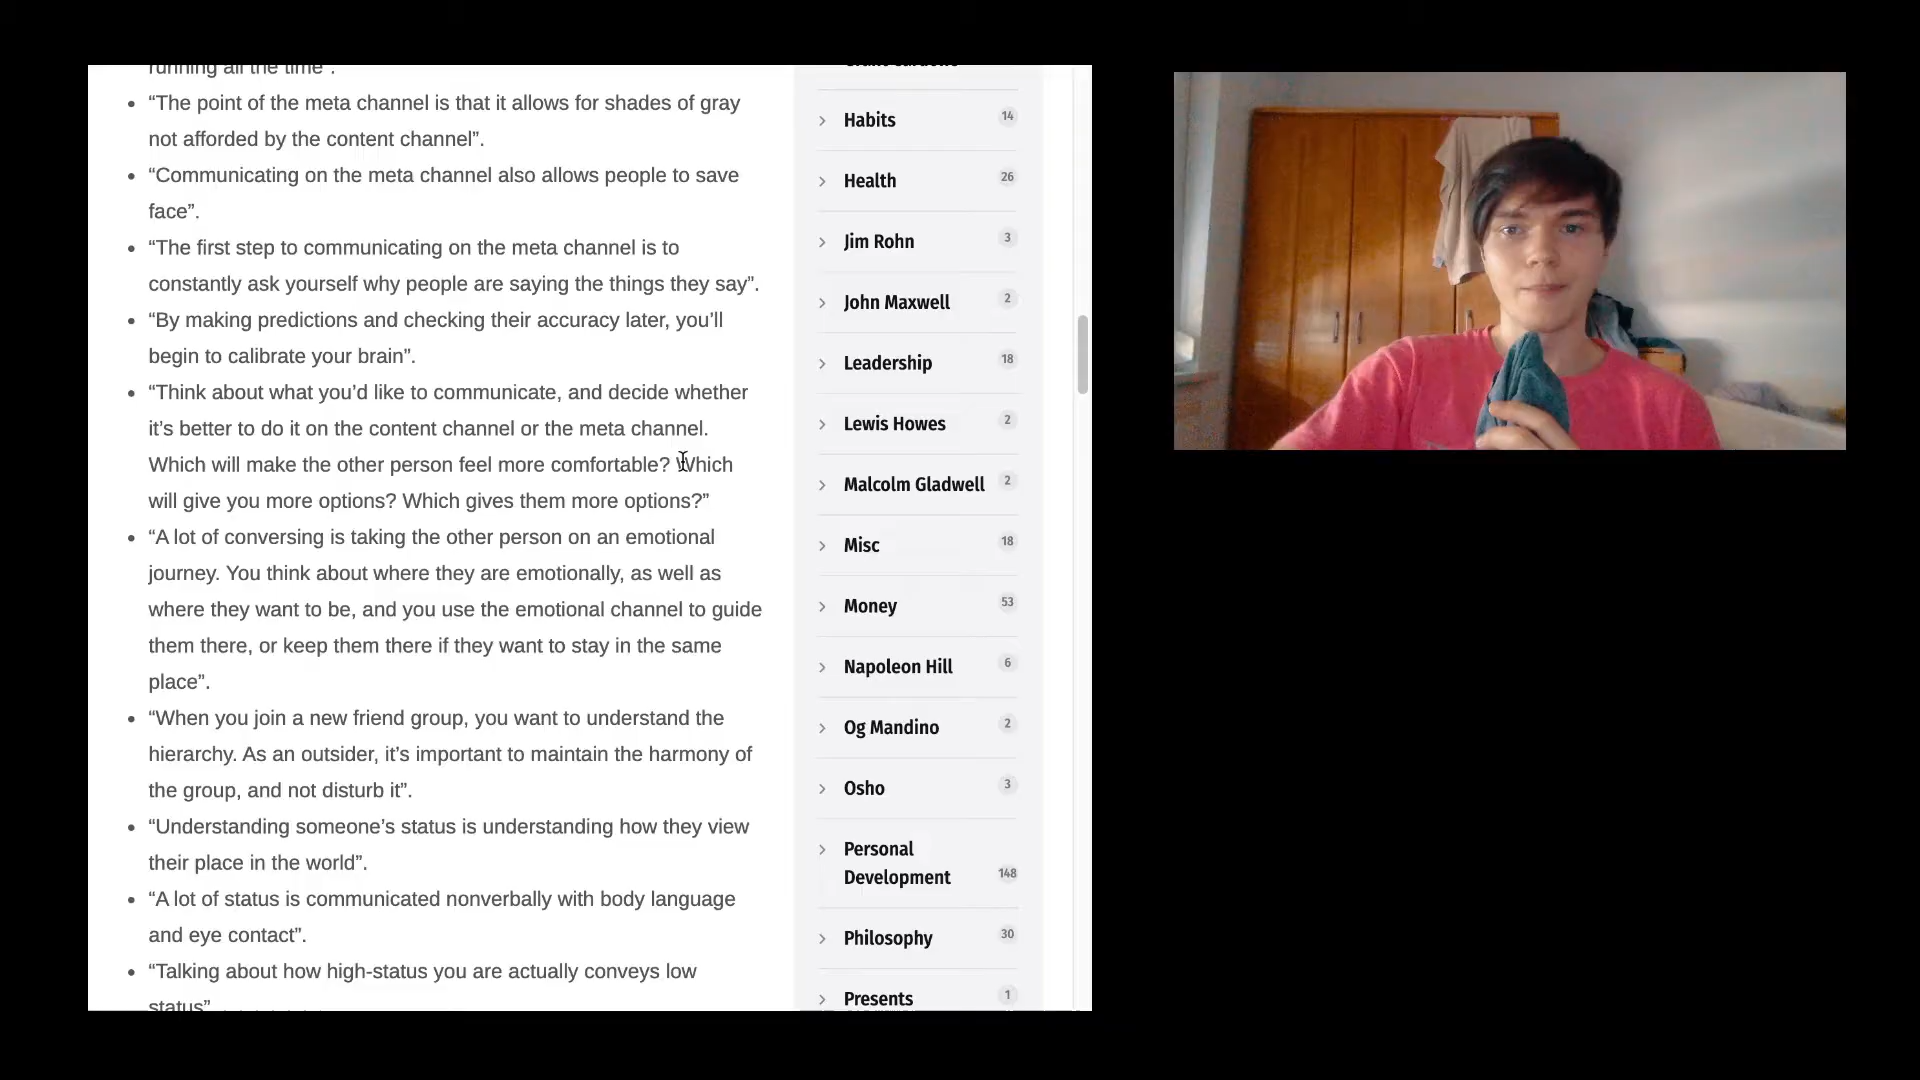 running all the time”.
“The point of the meta channel is that it allows for shades of gray
not afforded by the content channel”.
“Communicating on the meta channel also allows people to save
face”.
“The first step to communicating on the meta channel is to
constantly ask yourself why people are saying the things they say”.
“By making predictions and checking their accuracy later, you’ll
begin to calibrate your brain”.
“Think about what you’d like to communicate, and decide whether
it’s better to do it on the content channel or the meta channel.
Which will make the other person feel more comfortable? Which
will give you more options? Which gives them more options?”
“A lot of conversing is taking the other person on an emotional
journey. You think about where they are emotionally, as well as
where they want to be, and you use the emotional channel to guide
them there, or keep them there if they want to stay in the same
place”.
“When you join a new friend group, you want to understand the
hierarchy. As an outsider, it’s important to maintain the harmony of
the group, and not disturb it”.
“Understanding someone’s status is understanding how they view
their place in the world”.
“A lot of status is communicated nonverbally with body language
and eye contact”.
“Talking about how high-status you are actually conveys low
status”
Habits 14
Health 26
Jim Rohn 3
John Maxwell 2
Leadership 18
Lewis Howes 2
Malcolm Gladwell 2
Misc 18
Money 53
Napoleon Hill 6
Og Mandino 2
Osho 3
Personal
Development 148
Philosophy 30
Presents 1